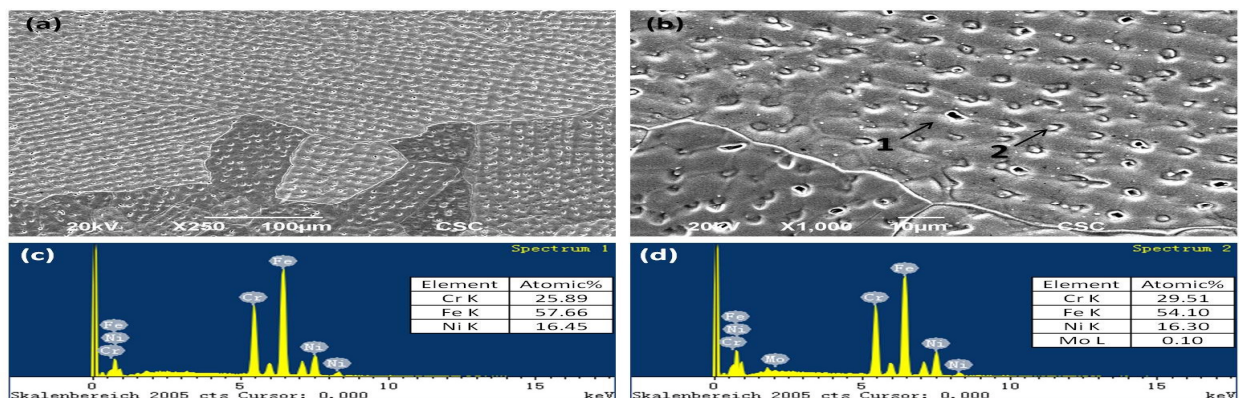 (a)
20kV X250 100µm CSC
(b)
1
2
20kV X1,000 10µm CSC
(c)
Spectrum 1
Fe
Cr
Fe
Ni
Cr
Ni
Ni
Element Atomic%
Cr K 25.89
Fe K 57.66
Ni K 16.45
0 5 10 15
Skalenbereich 2005 cts Cursor: 0.000 keV
(d)
Spectrum 2
Fe
Cr
Fe
Ni
Cr
Mo
Ni
Ni
Element Atomic%
Cr K 29.51
Fe K 54.10
Ni K 16.30
Mo L 0.10
0 5 10 15
Skalenbereich 2005 cts Cursor: 0.000 keV